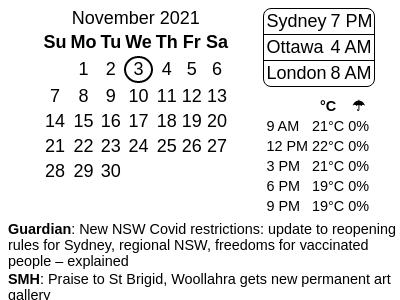 November 2021
Su Mo Tu We Th Fr Sa
1 2 3 4 5 6
7 8 9 10 11 12 13
14 15 16 17 18 19 20
21 22 23 24 25 26 27
28 29 30
Sydney 7 PM
Ottawa 4 AM
London 8 AM
°C ☂
9 AM 21°C 0%
12 PM 22°C 0%
3 PM 21°C 0%
6 PM 19°C 0%
9 PM 19°C 0%
Guardian: New NSW Covid restrictions: update to reopening
rules for Sydney, regional NSW, freedoms for vaccinated
people – explained
SMH: Praise to St Brigid, Woollahra gets new permanent art
gallery